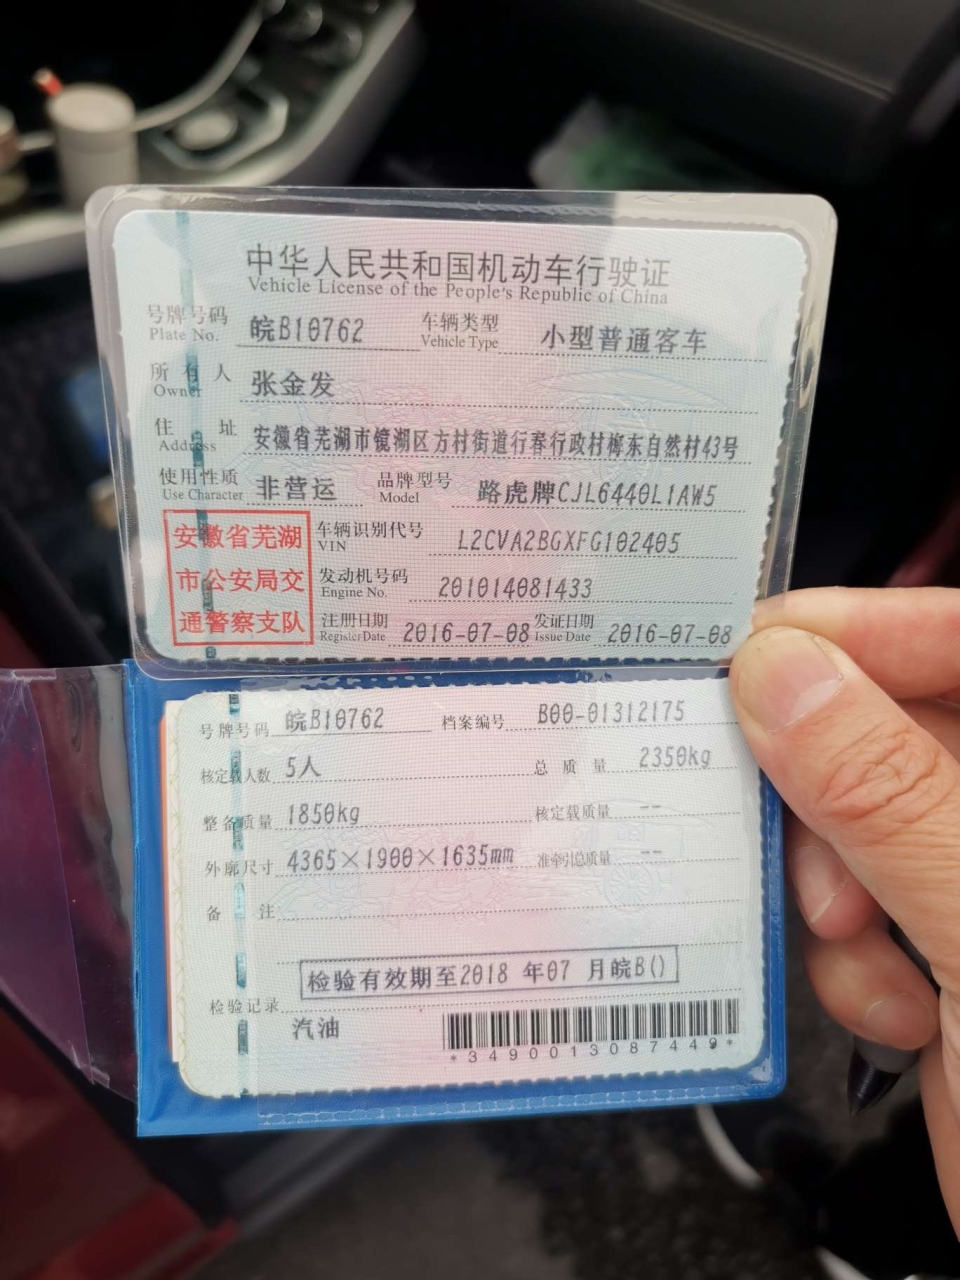 中华人民共和国机动车行驶证
Vehicle License of the People's Republic of China
号牌号码 皖B10762 车辆类型 小型普通客车
Plate No. Vehicle Type
所有人 张金发
Owner
住址 安徽省芜湖市镜湖区方村街道行春行政村梅东自然村43号
Address
使用性质 非营运 品牌型号 路虎牌CJL6440L1AW5
Use Character Model
安徽省芜湖
市公安局交
通警察支队
车辆识别代号 L2CVA2BGXFG102405
VIN
发动机号码 201014081433
Engine No.
注册日期 2016-07-08 发证日期 2016-07-08
Register Date Issue Date
号牌号码 皖B10762 档案编号 B00-01312175
核定载人数 5人 总质量 2350kg
整备质量 1850kg 核定载质量 --
外廓尺寸 4365×1900×1635mm 准牵引总质量 --
备注
检验有效期至2018 年07 月皖B()
检验记录
汽油
*3490013087449*